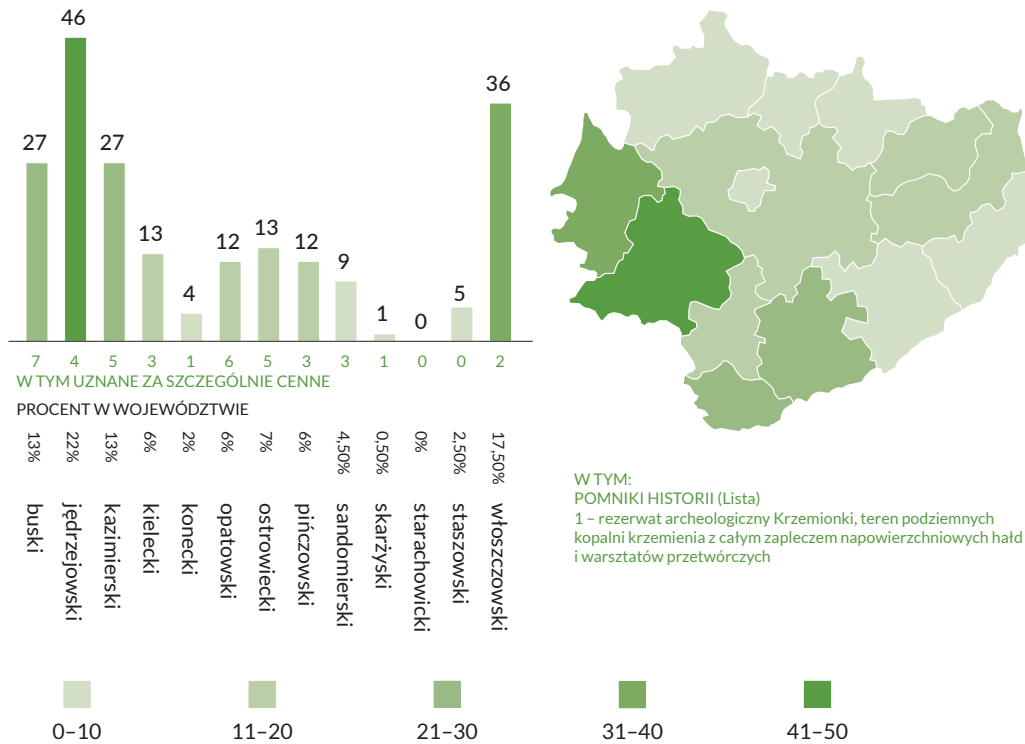 46
36
27
27
13
4
12
13
12
9
1
0
5
7 4 5 3 1 6 5 3 3 1 0 0 2
W TYM UZNANE ZA SZCZEGÓLNIE CENNE
PROCENT W WOJEWÓDZTWIE
13% 22% 13% 6% 2% 6% 7% 6% 4,50% 0,50% 0% 2,50% 17,50%
buski jędrzejowski kazimierski kielecki konecki opatowski ostrowiecki pińczowski sandomierski skarżyski starachowicki staszowski włoszczowski
W TYM:
POMNIKI HISTORII (Lista)
1 – rezerwat archeologiczny Krzemionki, teren podziemnych
kopalni krzemienia z całym zapleczem napowierzchniowych hałd
i warsztatów przetwórczych
0–10 11–20 21–30 31–40 41–50